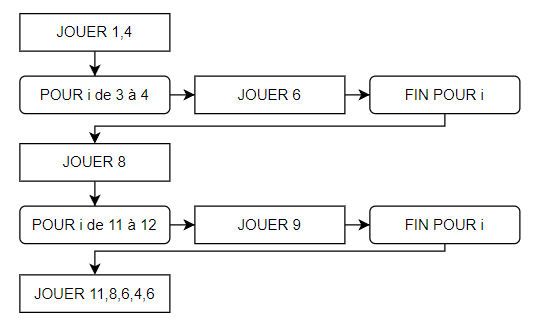 JOUER 1,4
POUR i de 3 à 4
JOUER 6
FIN POUR i
JOUER 8
POUR i de 11 à 12
JOUER 9
FIN POUR i
JOUER 11,8,6,4,6